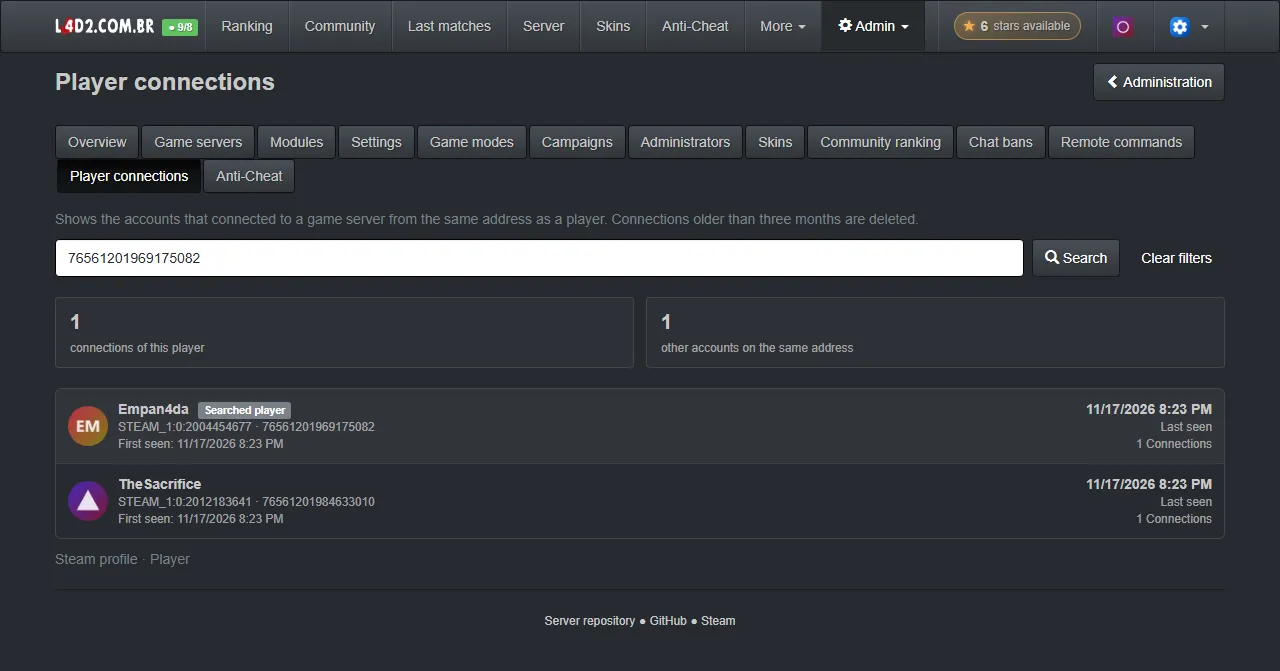 L4D2.COM.BR ● 9/8 Ranking Community Last matches Server Skins Anti-Cheat More Admin ★ 6 stars available
Player connections
Administration
Overview Game servers Modules Settings Game modes Campaigns Administrators Skins Community ranking Chat bans Remote commands
Player connections Anti-Cheat
Shows the accounts that connected to a game server from the same address as a player. Connections older than three months are deleted.
76561201969175082 Search Clear filters
1
connections of this player
1
other accounts on the same address
EM
Empan4da Searched player
STEAM_1:0:2004454677 · 76561201969175082
First seen: 11/17/2026 8:23 PM
11/17/2026 8:23 PM
Last seen
1 Connections
TheSacrifice
STEAM_1:0:2012183641 · 76561201984633010
First seen: 11/17/2026 8:23 PM
11/17/2026 8:23 PM
Last seen
1 Connections
Steam profile · Player
Server repository ● GitHub ● Steam